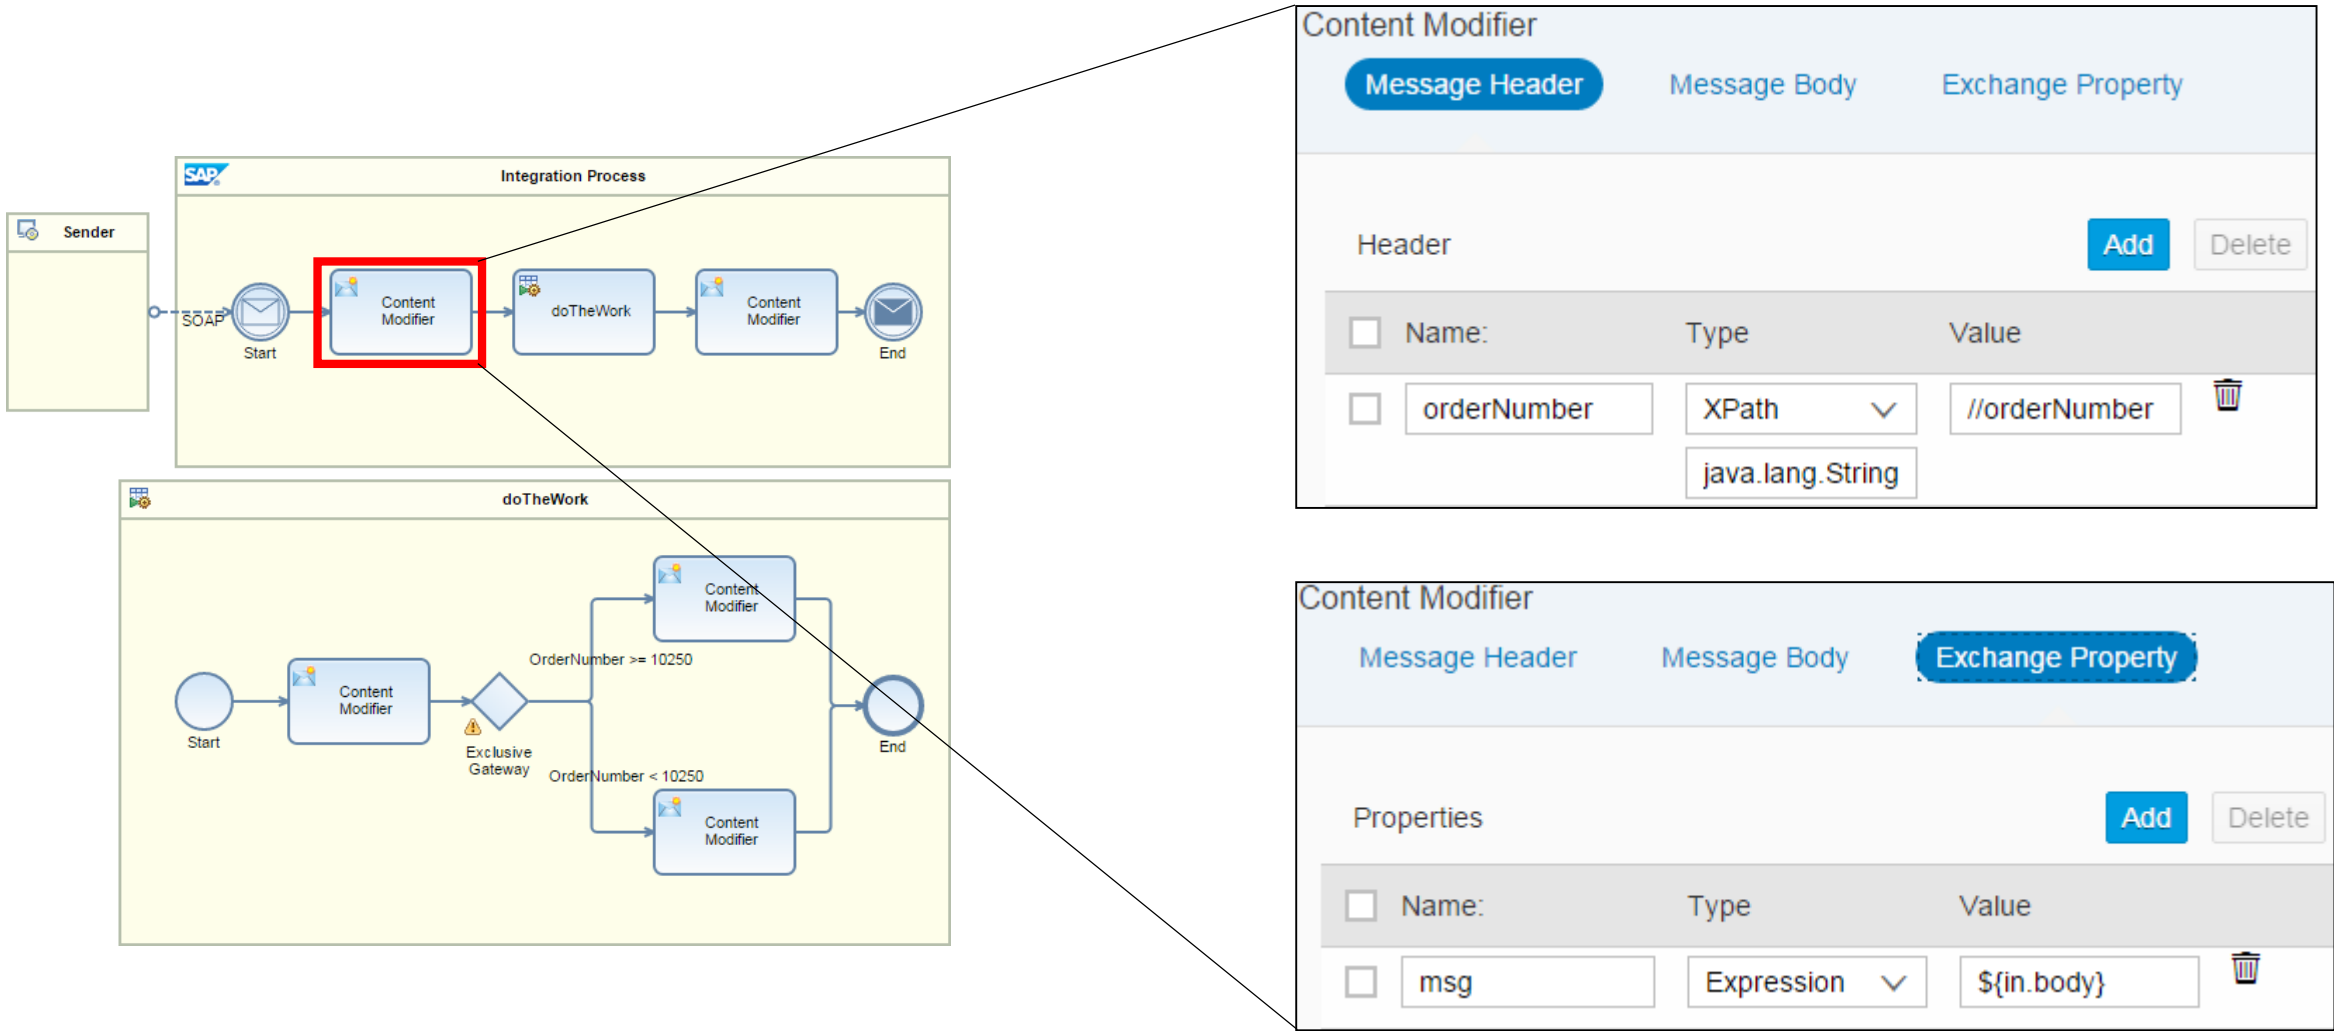 SAP
Integration Process
Sender
SOAP
Start
Content
Modifier
doTheWork
Content
Modifier
End
doTheWork
Start
Content
Modifier
Exclusive
Gateway
OrderNumber >= 10250
OrderNumber < 10250
Content
Modifier
Content
Modifier
End
Content Modifier
Message Header Message Body Exchange Property
Header Add Delete
Name: Type Value
orderNumber XPath //orderNumber
java.lang.String
Content Modifier
Message Header Message Body Exchange Property
Properties Add Delete
Name: Type Value
msg Expression ${in.body}